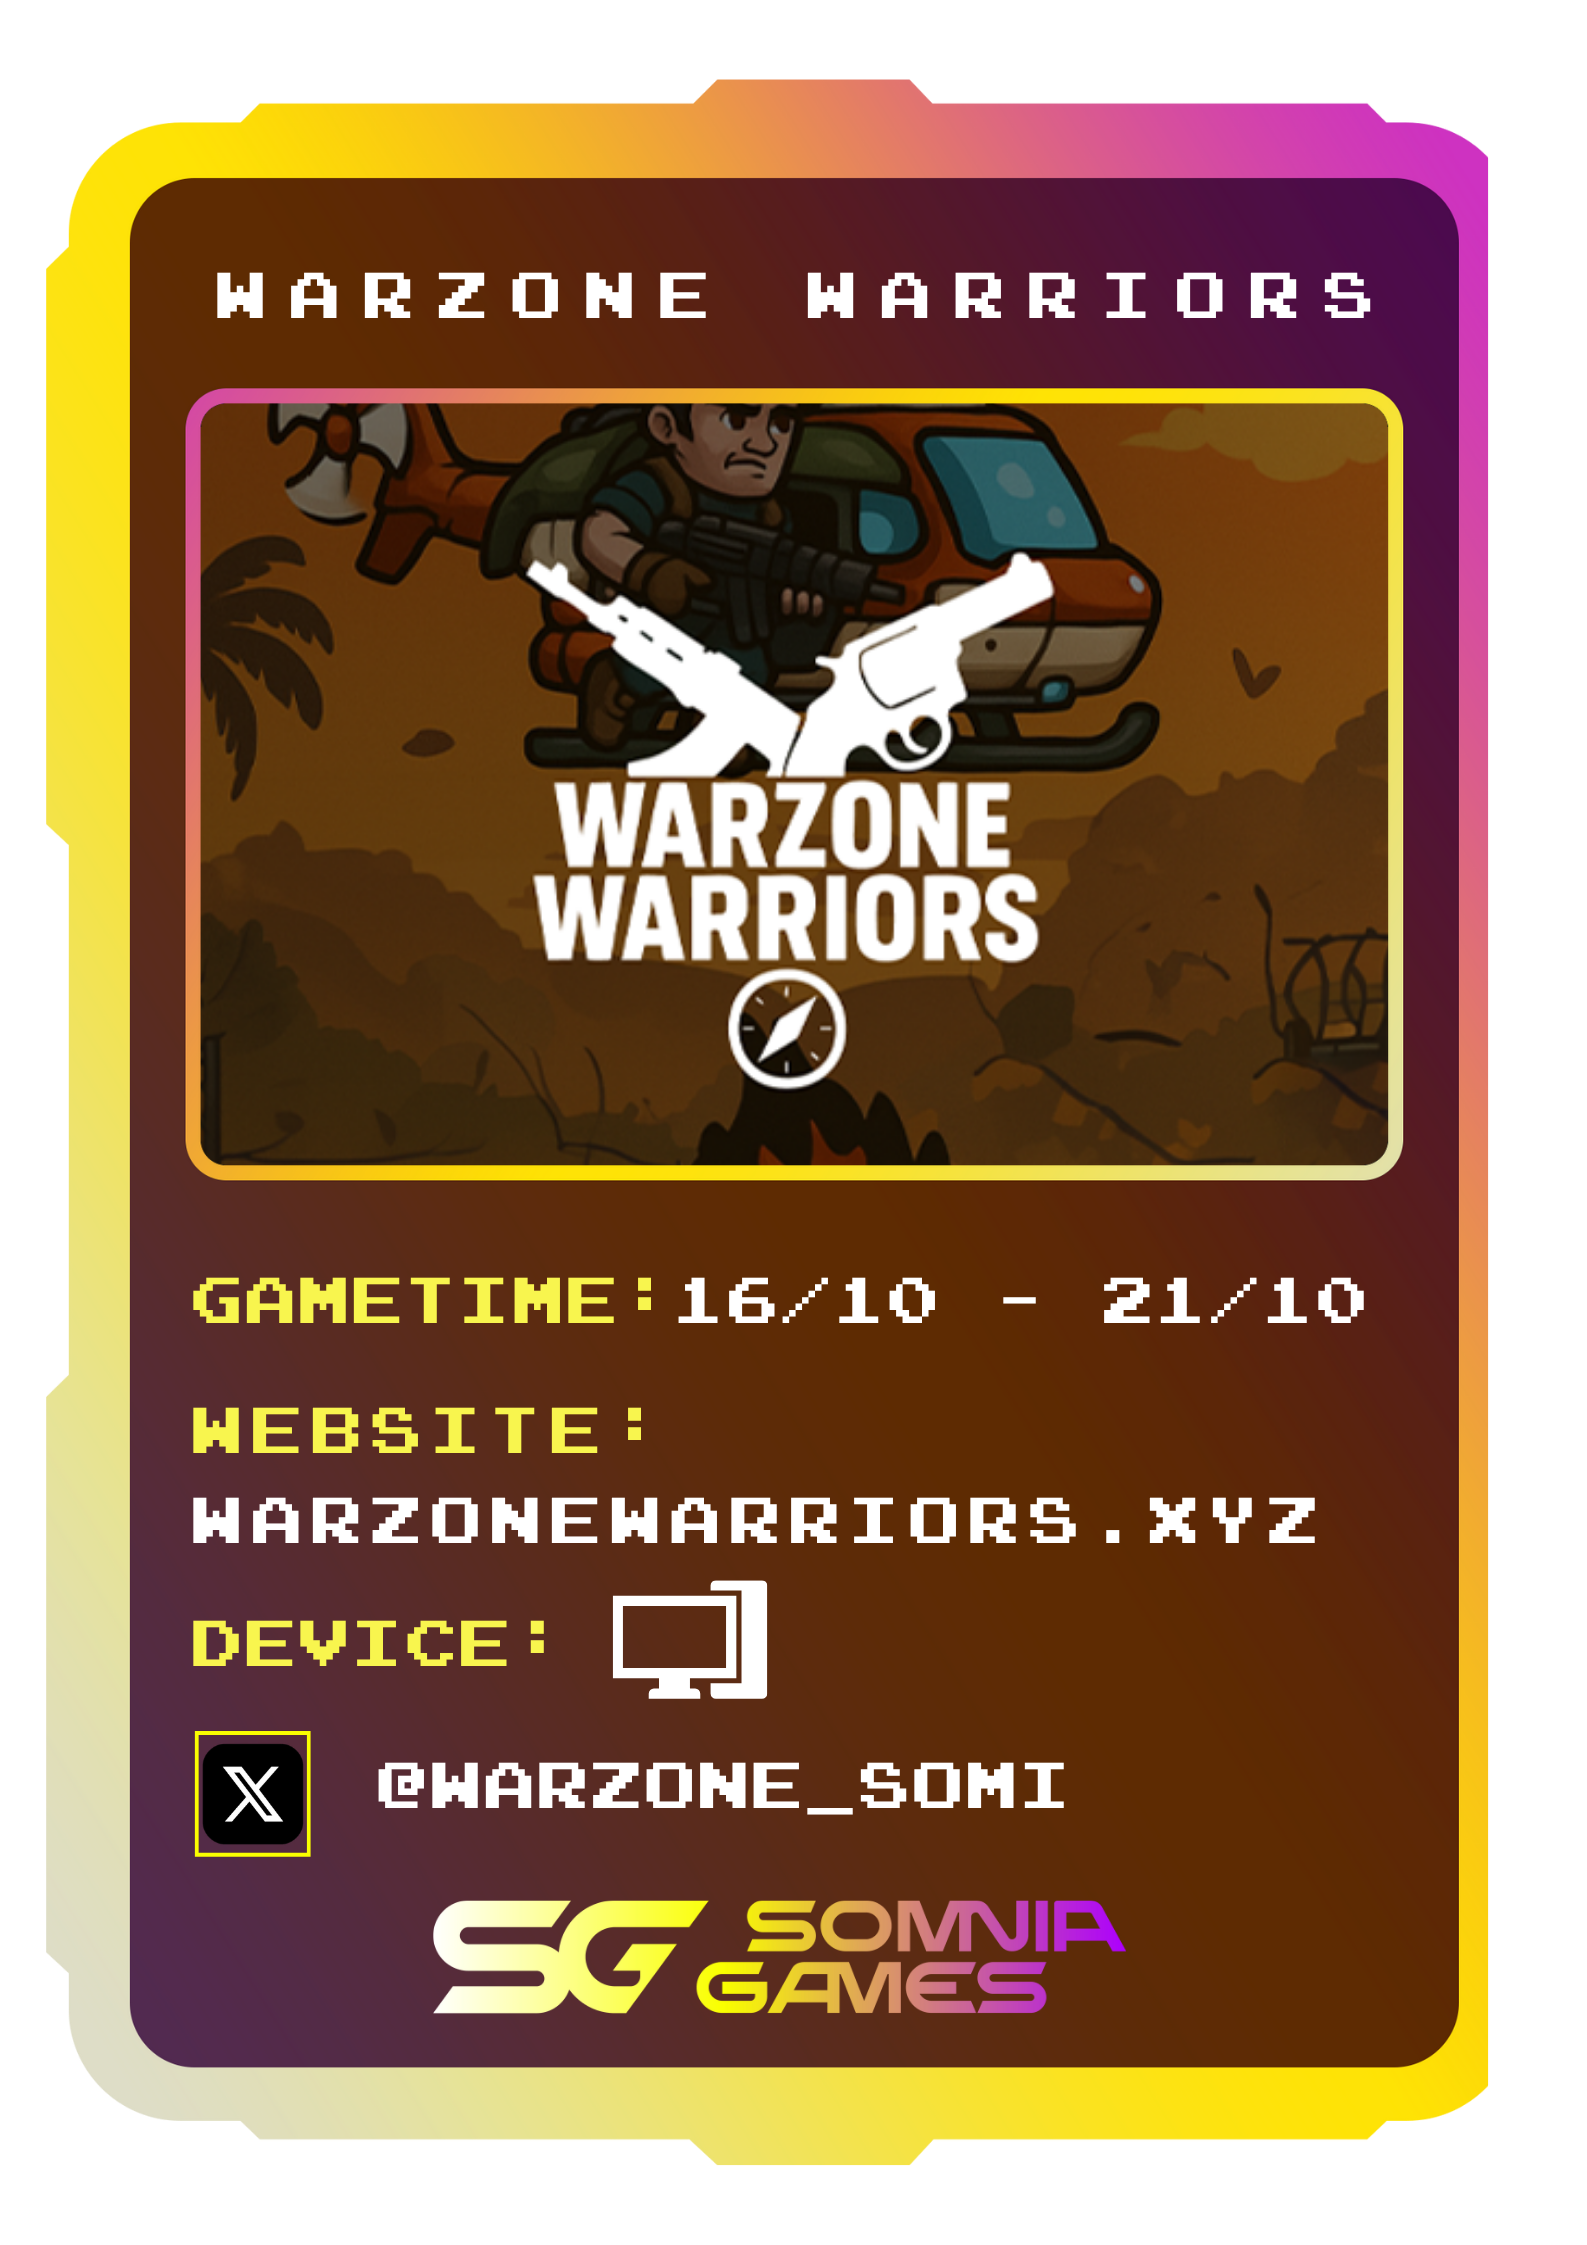 WARZONE WARRIORS
WARZONE
WARRIORS
GAMETIME:16/10 - 21/10
WEBSITE:
WARZONEWARRIORS.XYZ
DEVICE:
X @WARZONE_SOMI
SG SOMNIA
GAMES